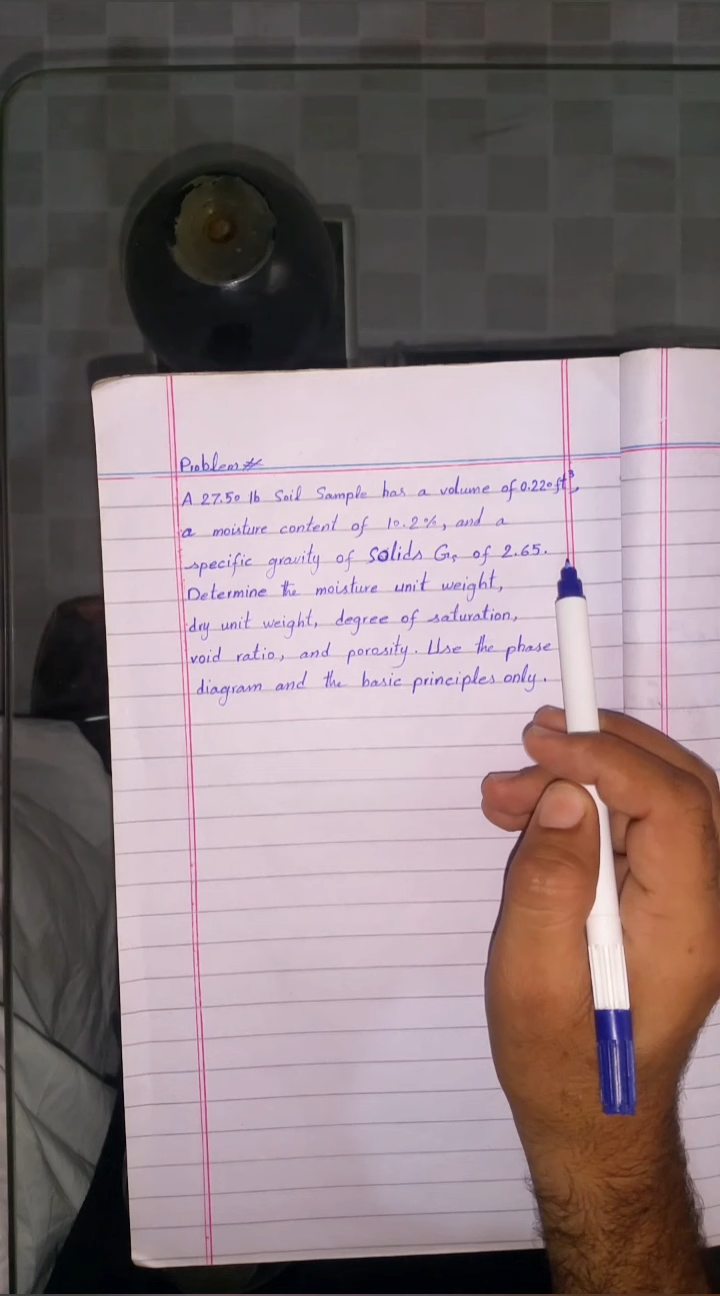 Problem #
A 27.50 lb Soil Sample has a volume of 0.220 ft³,
a moisture content of 10.2%, and a
specific gravity of Solids Gs of 2.65.
Determine the moisture unit weight,
dry unit weight, degree of saturation,
void ratio, and porosity. Use the phase
diagram and the basic principles only.